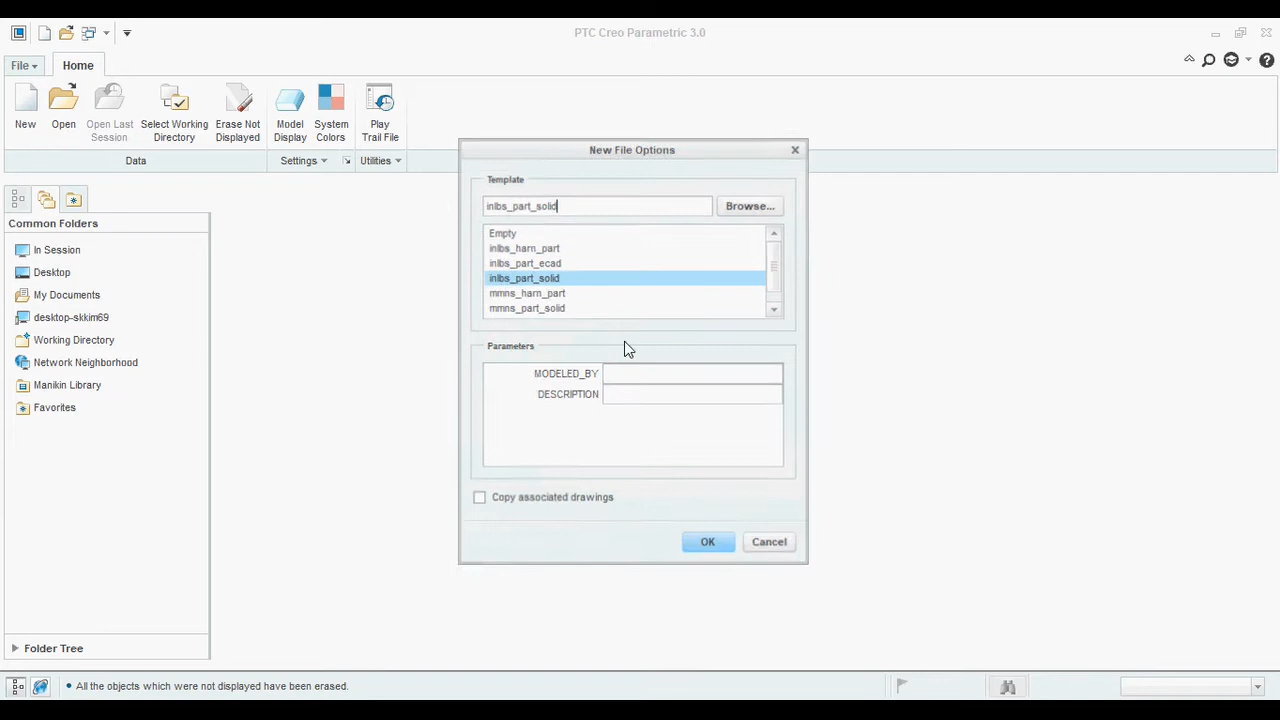 PTC Creo Parametric 3.0
File
Home
New
Open
Open Last Session
Select Working Directory
Erase Not Displayed
Model Display
System Colors
Play Trail File
Data
Settings
Utilities
Common Folders
In Session
Desktop
My Documents
desktop-skkim69
Working Directory
Network Neighborhood
Manikin Library
Favorites
Folder Tree
New File Options
Template
inlbs_part_solid
Browse...
Empty
inlbs_harn_part
inlbs_part_ecad
inlbs_part_solid
mmns_harn_part
mmns_part_solid
Parameters
MODELED_BY
DESCRIPTION
Copy associated drawings
OK
Cancel
All the objects which were not displayed have been erased.